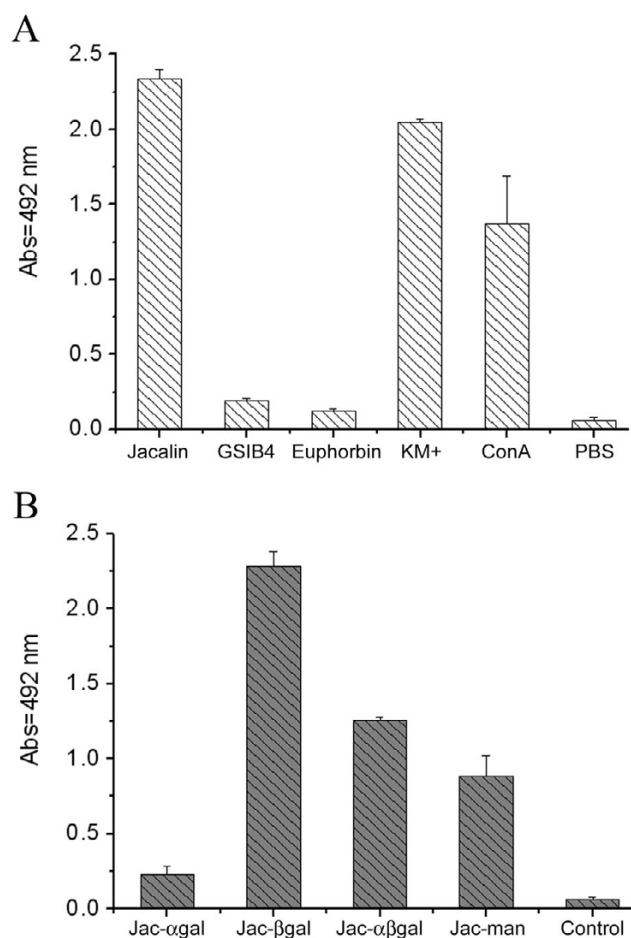 A
Abs=492 nm
2.5
2.0
1.5
1.0
0.5
0.0
Jacalin GSIB4 Euphorbin KM+ ConA PBS
B
Abs=492 nm
2.5
2.0
1.5
1.0
0.5
0.0
Jac-αgal Jac-βgal Jac-αβgal Jac-man Control